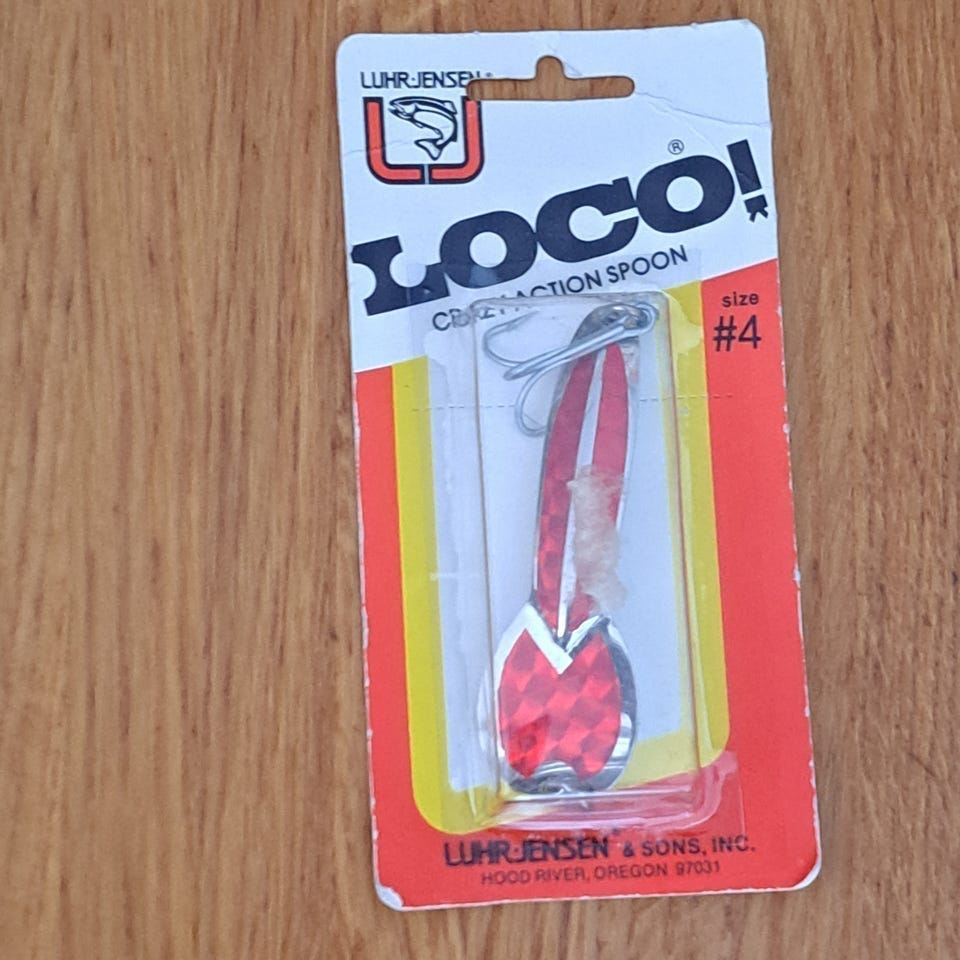 LUHR-JENSEN®
LOCO!®
CRAZY ACTION SPOON
size
#4
LUHR-JENSEN® & SONS, INC.
HOOD RIVER, OREGON 97031